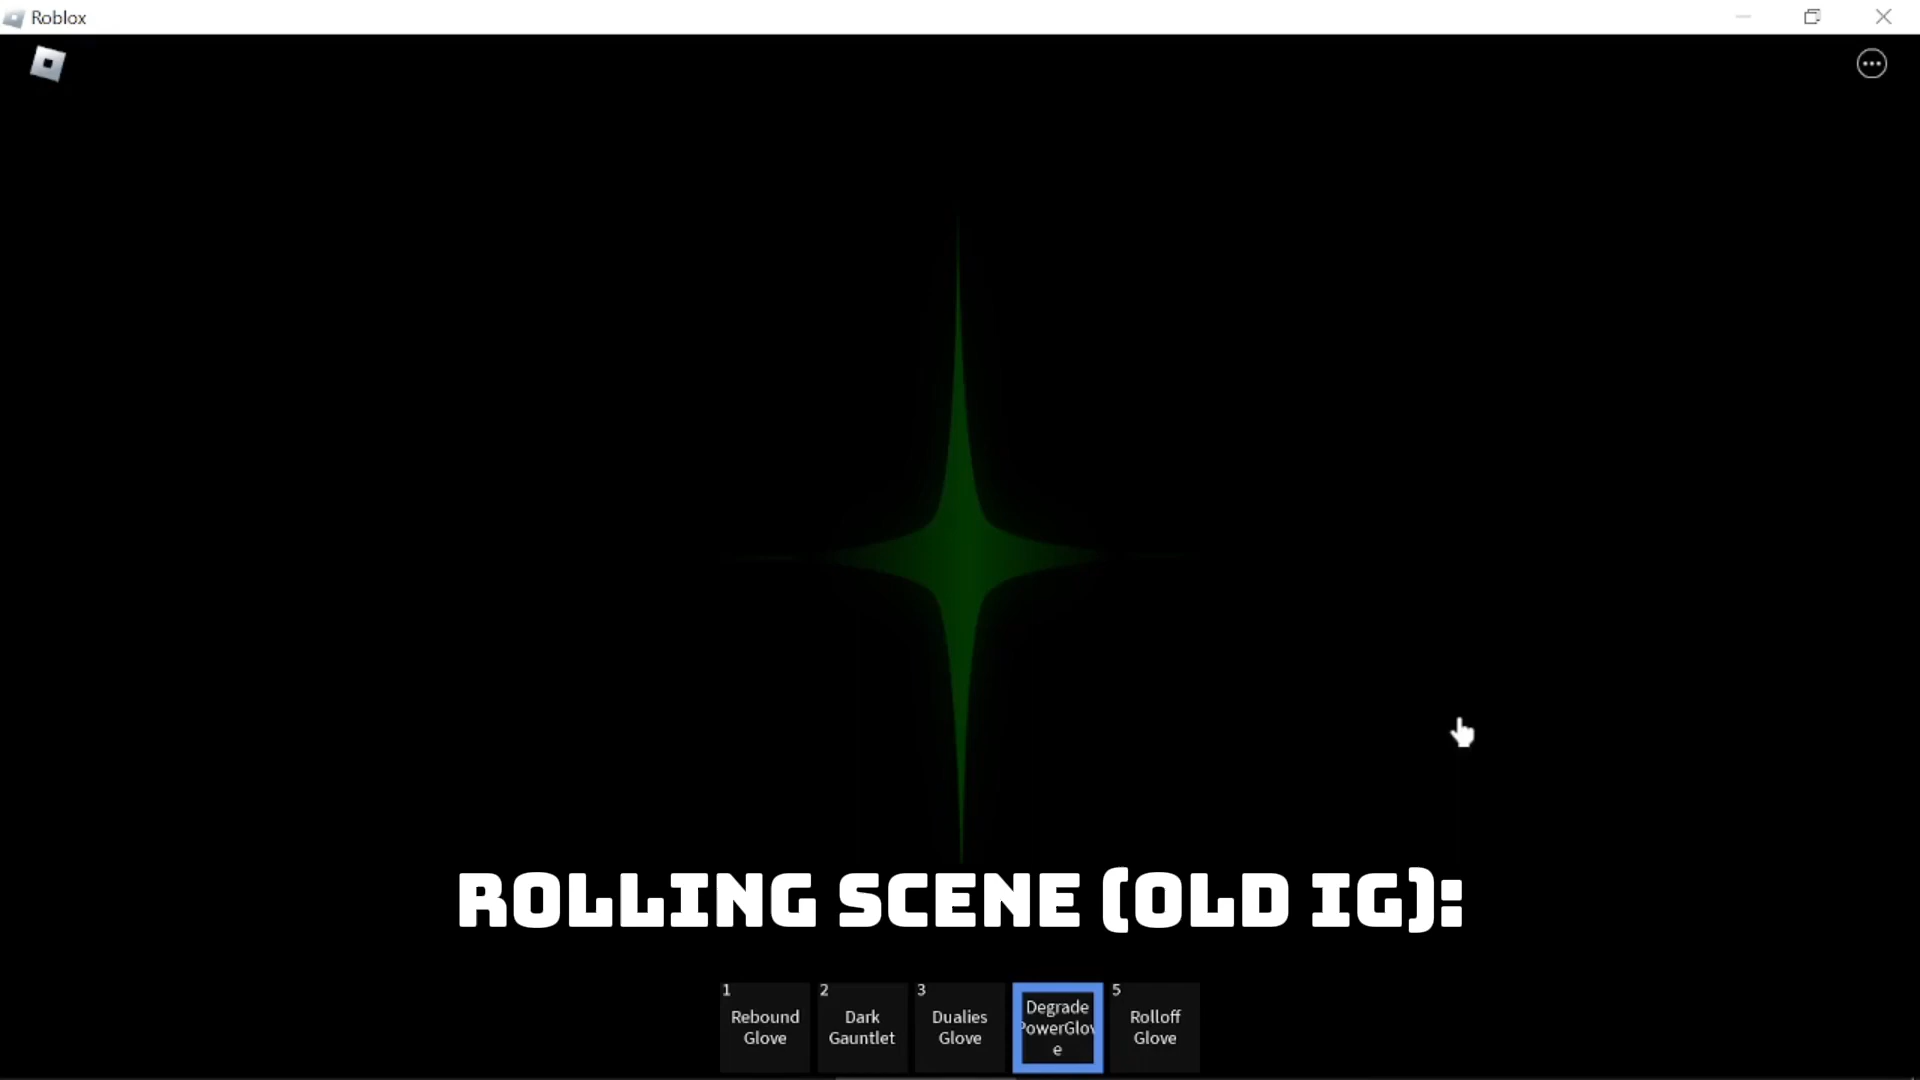 Roblox
ROLLING SCENE (OLD IG):
1
Rebound
Glove
2
Dark
Gauntlet
3
Dualies
Glove
Degrade
PowerGlov
e
5
Rolloff
Glove